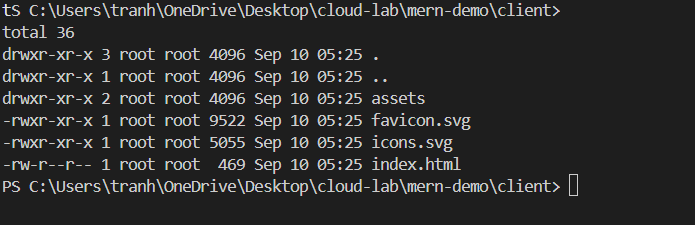 tS C:\Users\tranh\OneDrive\Desktop\cloud-lab\mern-demo\client>
total 36
drwxr-xr-x 3 root root 4096 Sep 10 05:25 .
drwxr-xr-x 1 root root 4096 Sep 10 05:25 ..
drwxr-xr-x 2 root root 4096 Sep 10 05:25 assets
-rwxr-xr-x 1 root root 9522 Sep 10 05:25 favicon.svg
-rwxr-xr-x 1 root root 5055 Sep 10 05:25 icons.svg
-rw-r--r-- 1 root root  469 Sep 10 05:25 index.html
PS C:\Users\tranh\OneDrive\Desktop\cloud-lab\mern-demo\client>